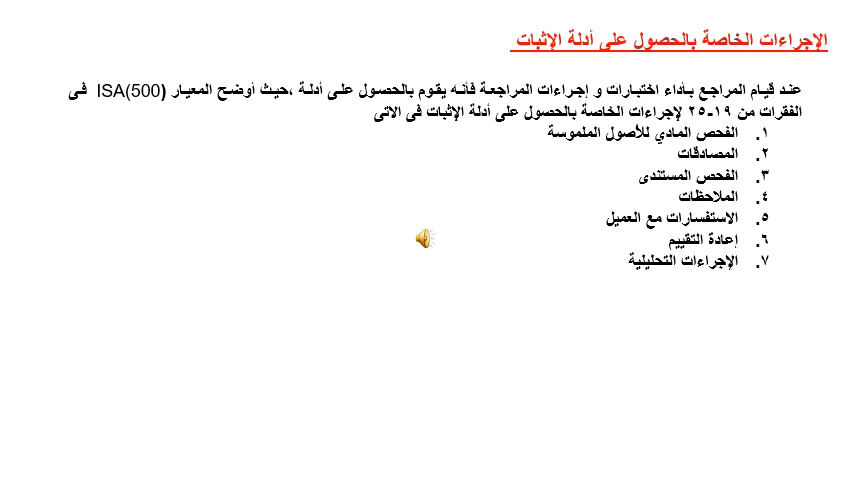 الإجراءات الخاصة بالحصول على أدلة الإثبات
عند قيام المراجع بأداء اختبارات و إجراءات المراجعة فأنه يقوم بالحصول على أدلة ،حيث أوضح المعيار (ISA(500 فى
الفقرات من ١٩-٢٥ لإجراءات الخاصة بالحصول على أدلة الإثبات فى الاتى
١. الفحص المادي للأصول الملموسة
٢. المصادقات
٣. الفحص المستندى
٤. الملاحظات
٥. الاستفسارات مع العميل
٦. إعادة التقييم
٧. الإجراءات التحليلية